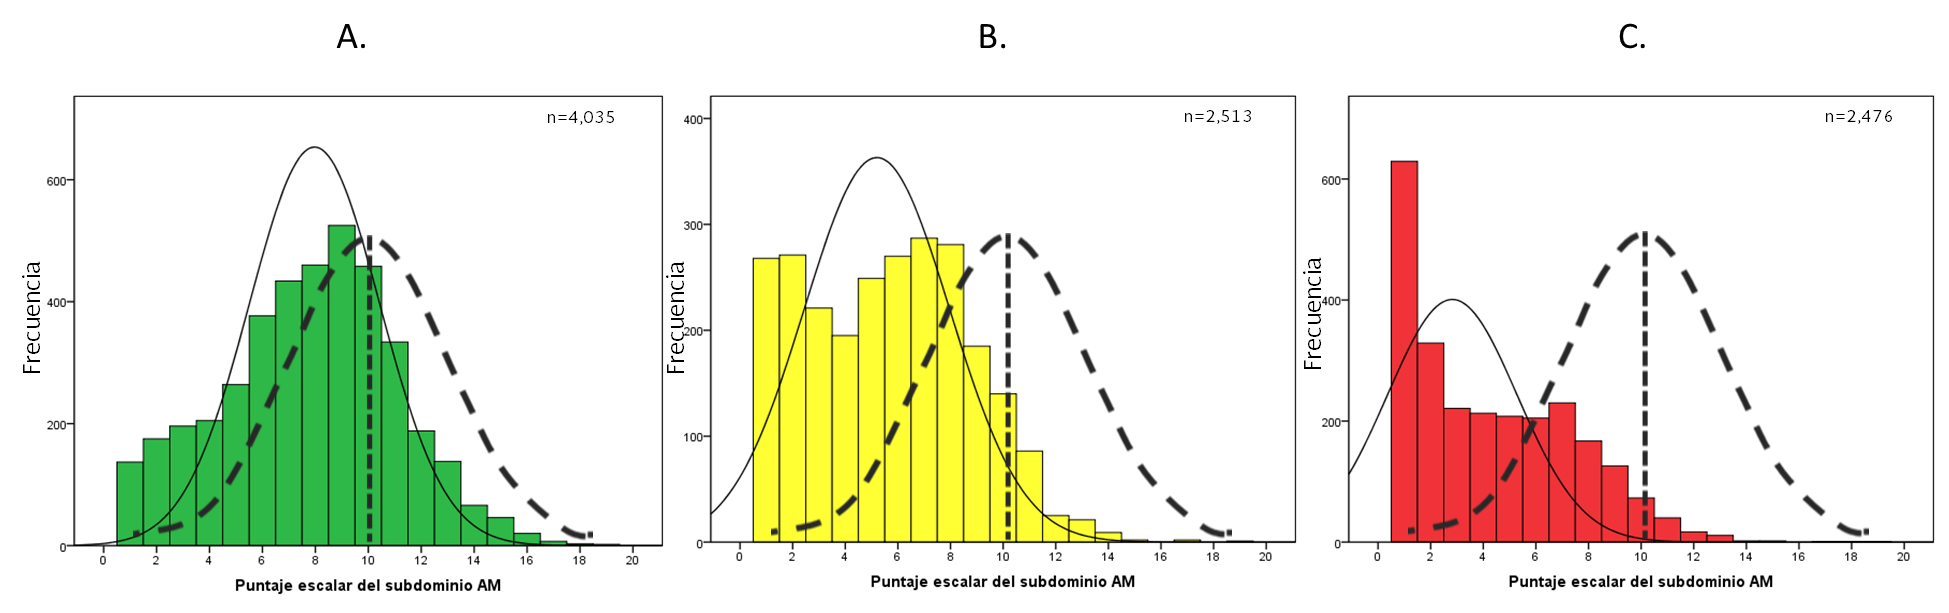 A.
n=4,035
Frecuencia
600
400
200
0
0 2 4 6 8 10 12 14 16 18 20
Puntaje escalar del subdominio AM
B.
n=2,513
Frecuencia
400
300
200
100
0
0 2 4 6 8 10 12 14 16 18 20
Puntaje escalar del subdominio AM
C.
n=2,476
Frecuencia
600
400
200
0
0 2 4 6 8 10 12 14 16 18 20
Puntaje escalar del subdominio AM